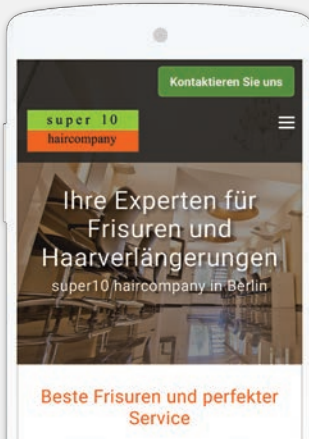 Kontaktieren Sie uns
super 10
haircompany
Ihre Experten für
Frisuren und
Haarverlängerungen
super10 haircompany in Berlin
Beste Frisuren und perfekter
Service